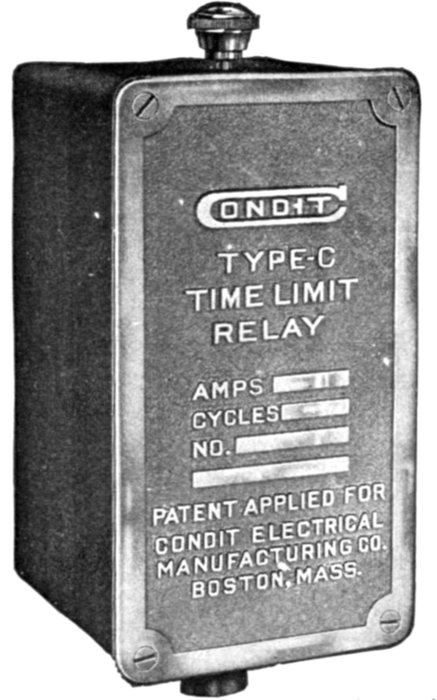 CONDIT
TYPE-C
TIME LIMIT
RELAY
AMPS
CYCLES
NO.
PATENT APPLIED FOR
CONDIT ELECTRICAL
MANUFACTURING CO.
BOSTON, MASS.